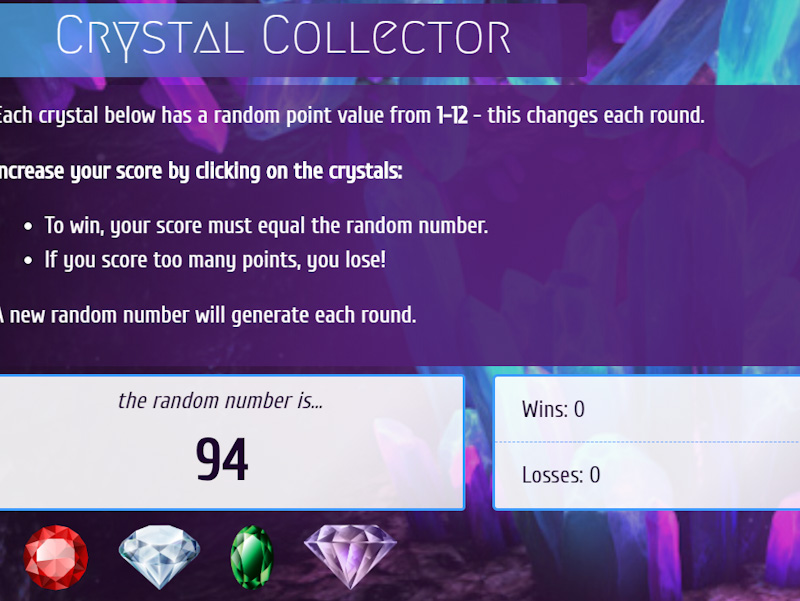 Crystal Collector
Each crystal below has a random point value from 1-12 - this changes each round.
Increase your score by clicking on the crystals:
• To win, your score must equal the random number.
• If you score too many points, you lose!
A new random number will generate each round.
the random number is...
94
Wins: 0
Losses: 0